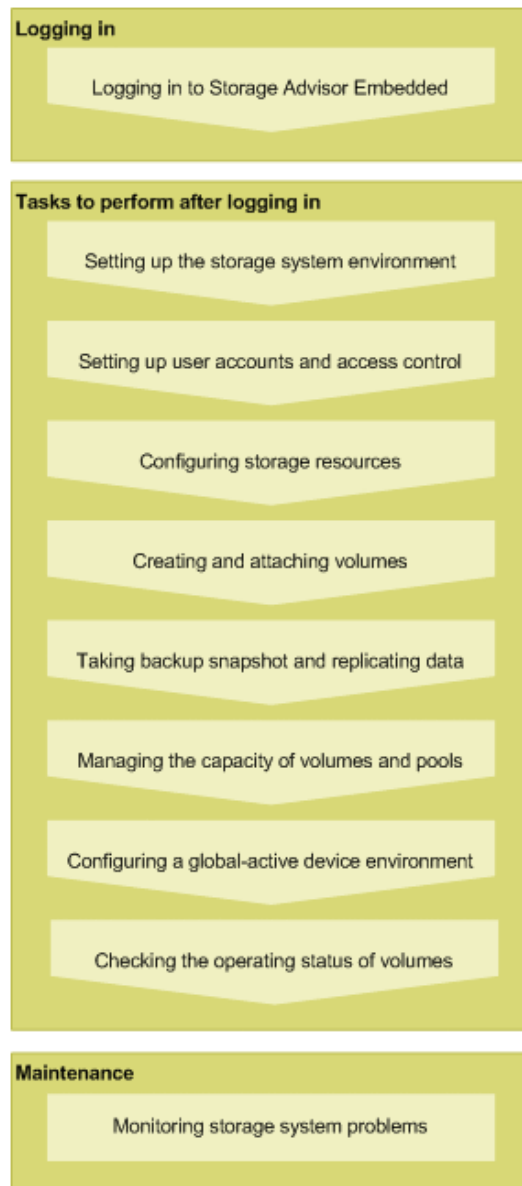 Logging in
Logging in to Storage Advisor Embedded
Tasks to perform after logging in
Setting up the storage system environment
Setting up user accounts and access control
Configuring storage resources
Creating and attaching volumes
Taking backup snapshot and replicating data
Managing the capacity of volumes and pools
Configuring a global-active device environment
Checking the operating status of volumes
Maintenance
Monitoring storage system problems